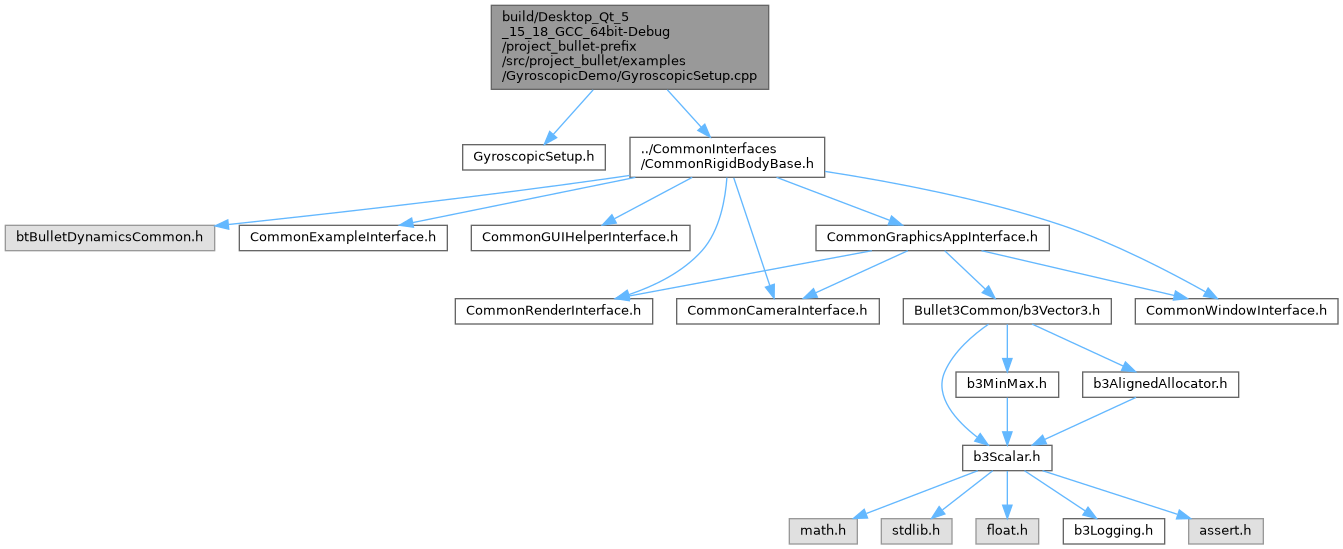 build/Desktop_Qt_5
_15_18_GCC_64bit-Debug
/project_bullet-prefix
/src/project_bullet/examples
/GyroscopicDemo/GyroscopicSetup.cpp
GyroscopicSetup.h
../CommonInterfaces
/CommonRigidBodyBase.h
btBulletDynamicsCommon.h
CommonExampleInterface.h
CommonGUIHelperInterface.h
CommonGraphicsAppInterface.h
CommonRenderInterface.h
CommonCameraInterface.h
Bullet3Common/b3Vector3.h
CommonWindowInterface.h
b3MinMax.h
b3AlignedAllocator.h
b3Scalar.h
math.h
stdlib.h
float.h
b3Logging.h
assert.h